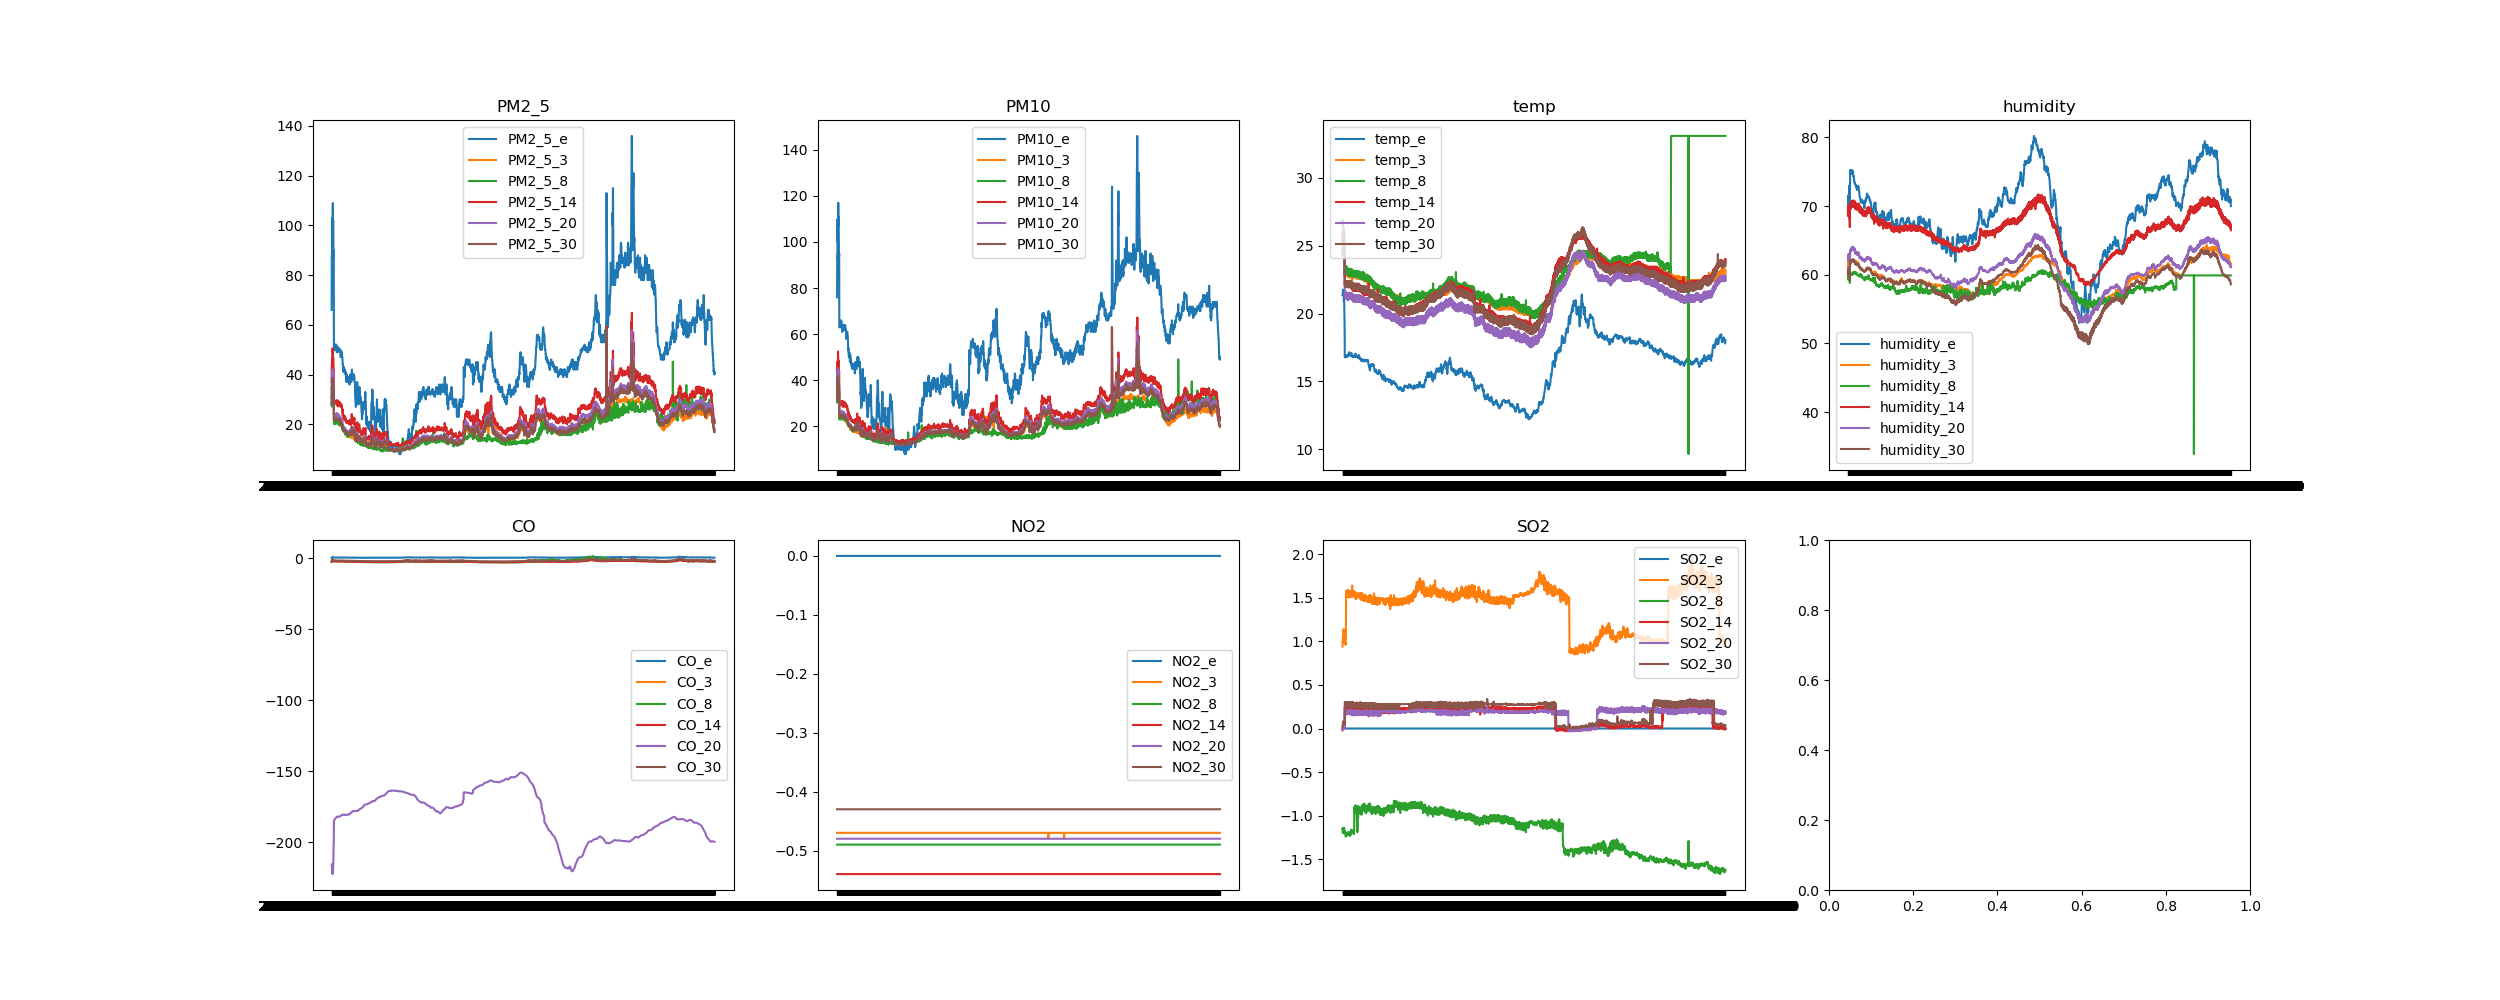 PM2_5
140
120
100
80
60
40
20
PM2_5_e
PM2_5_3
PM2_5_8
PM2_5_14
PM2_5_20
PM2_5_30
PM10
140
120
100
80
60
40
20
PM10_e
PM10_3
PM10_8
PM10_14
PM10_20
PM10_30
temp
30
25
20
15
10
temp_e
temp_3
temp_8
temp_14
temp_20
temp_30
humidity
80
70
60
50
40
humidity_e
humidity_3
humidity_8
humidity_14
humidity_20
humidity_30
CO
0
−50
−100
−150
−200
CO_e
CO_3
CO_8
CO_14
CO_20
CO_30
NO2
0.0
−0.1
−0.2
−0.3
−0.4
−0.5
NO2_e
NO2_3
NO2_8
NO2_14
NO2_20
NO2_30
SO2
2.0
1.5
1.0
0.5
0.0
−0.5
−1.0
−1.5
SO2_e
SO2_3
SO2_8
SO2_14
SO2_20
SO2_30
1.0
0.8
0.6
0.4
0.2
0.0
0.0 0.2 0.4 0.6 0.8 1.0